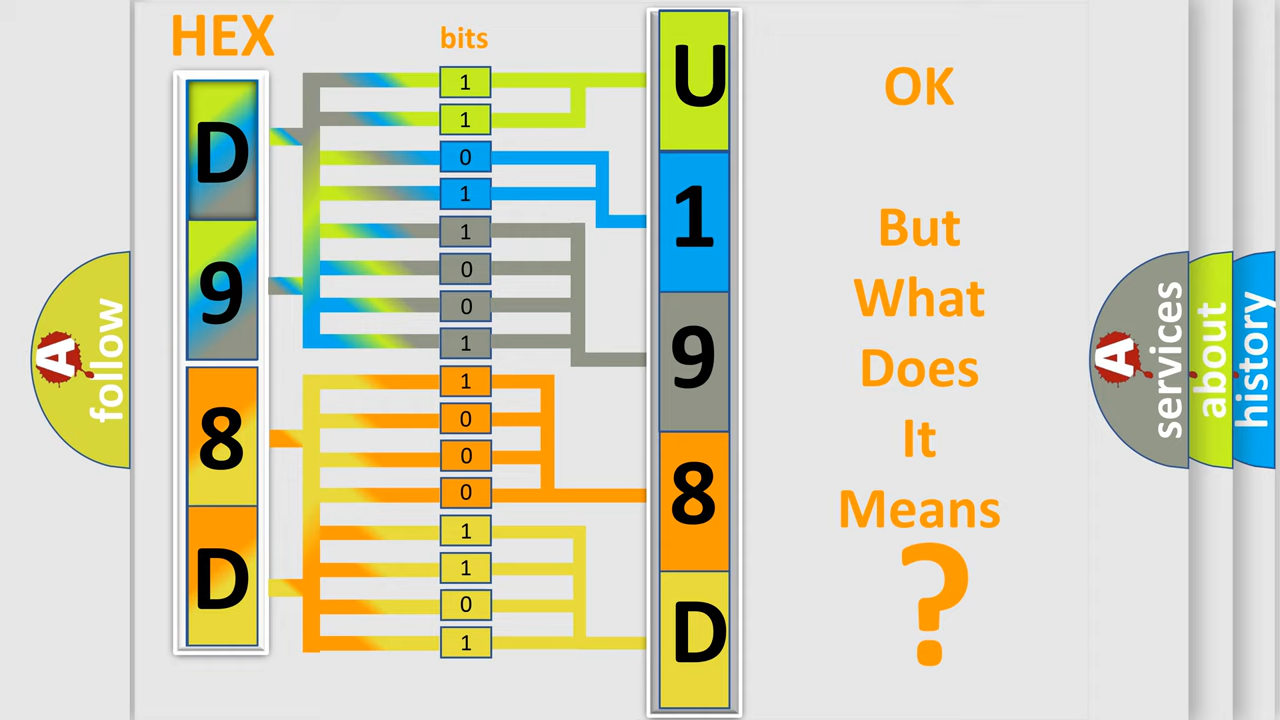 HEX
bits
D
9
8
D
1
1
0
1
1
0
0
1
1
0
0
0
1
1
0
1
U
1
9
8
D
OK
But
What
Does
It
Means
?
A
follow
A
services
about
history